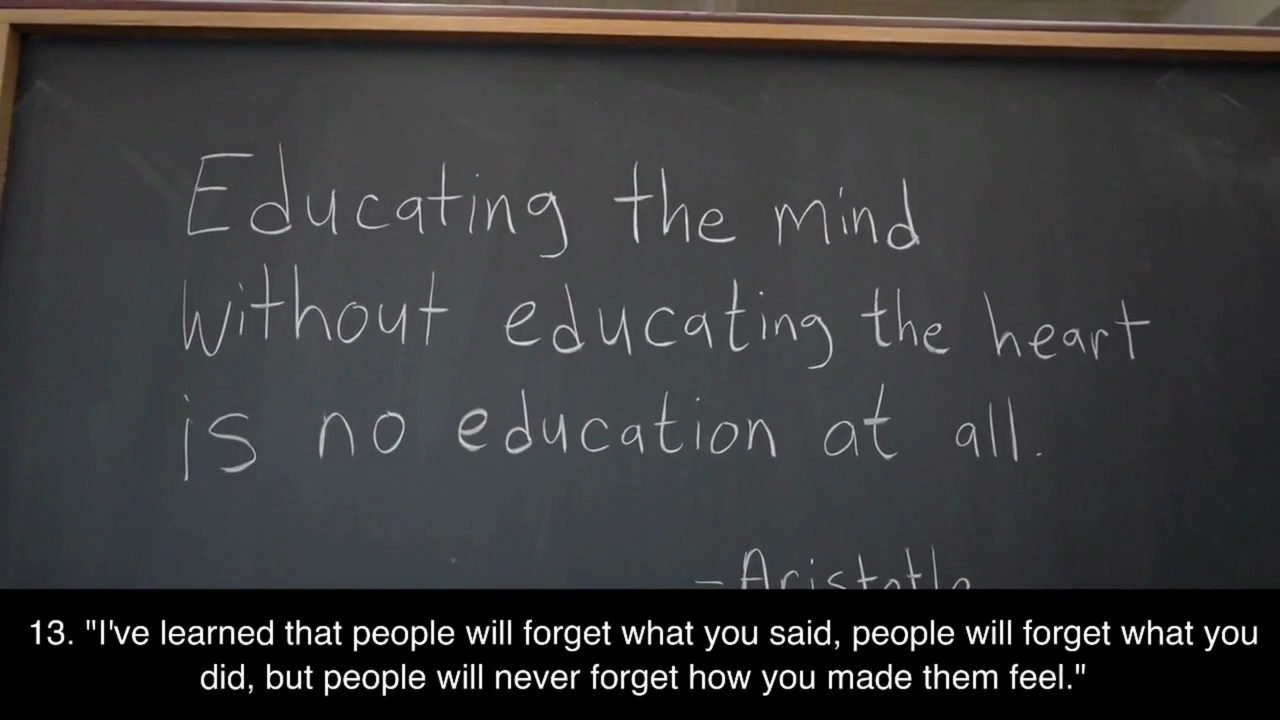 Educating the mind
without educating the heart
is no education at all.
- Aristotle
13. "I've learned that people will forget what you said, people will forget what you
did, but people will never forget how you made them feel."